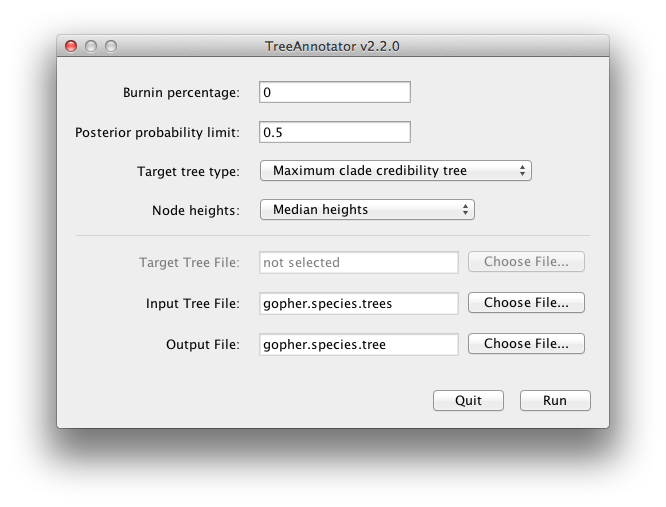 TreeAnnotator v2.2.0
Burnin percentage: 0
Posterior probability limit: 0.5
Target tree type: Maximum clade credibility tree
Node heights: Median heights
Target Tree File: not selected Choose File...
Input Tree File: gopher.species.trees Choose File...
Output File: gopher.species.tree Choose File...
Quit Run